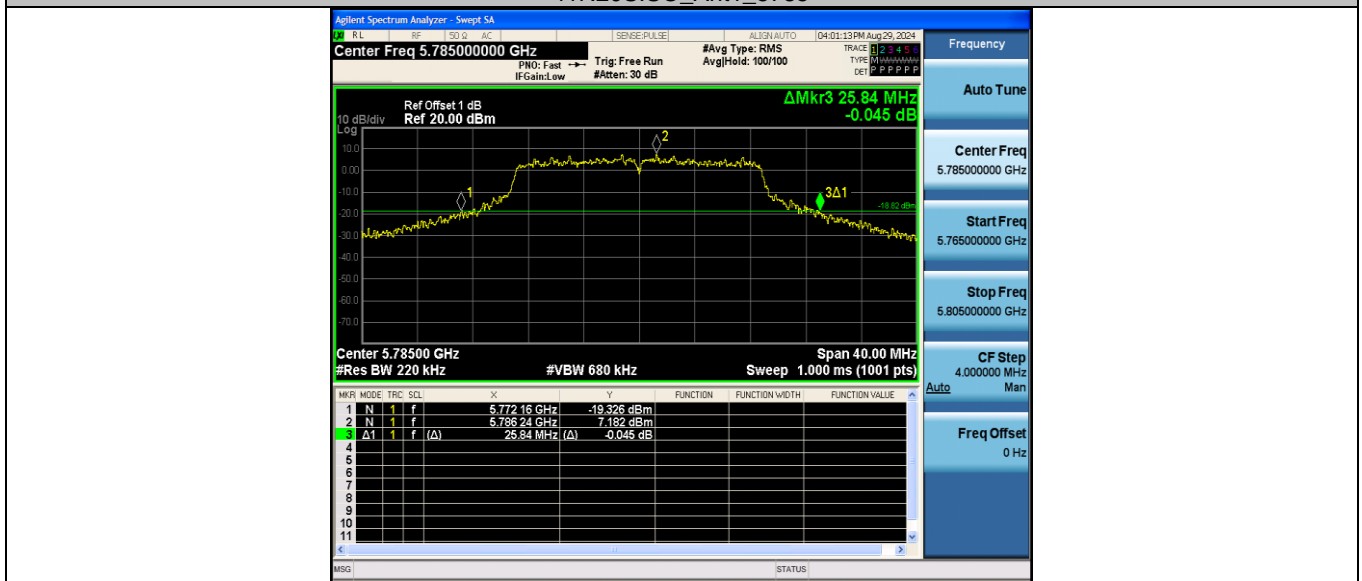 Agilent Spectrum Analyzer - Swept SA
RL RF 50 Ω AC SENSE:PULSE ALIGN AUTO 04:01:13 PM Aug 29, 2024
Center Freq 5.785000000 GHz
PNO: Fast
IFGain:Low
Trig: Free Run
#Atten: 30 dB
#Avg Type: RMS
Avg|Hold: 100/100
TRACE 1 2 3 4 5 6
TYPE M
DET P P P P P P
Ref Offset 1 dB
10 dB/div Ref 20.00 dBm
Log
ΔMkr3 25.84 MHz
-0.045 dB
10.0
0.00
-10.0
-20.0
-30.0
-40.0
-50.0
-60.0
-70.0
1
2
3Δ1
-18.82 dBm
Center 5.78500 GHz Span 40.00 MHz
#Res BW 220 kHz #VBW 680 kHz Sweep 1.000 ms (1001 pts)
MKR MODE TRC SCL X Y FUNCTION FUNCTION WIDTH FUNCTION VALUE
1 N 1 f 5.772 16 GHz -19.326 dBm
2 N 1 f 5.786 24 GHz 7.182 dBm
3 Δ1 1 f (Δ) 25.84 MHz (Δ) -0.045 dB
4
5
6
7
8
9
10
11
MSG STATUS
Frequency
Auto Tune
Center Freq
5.785000000 GHz
Start Freq
5.765000000 GHz
Stop Freq
5.805000000 GHz
CF Step
4.000000 MHz
Auto Man
Freq Offset
0 Hz